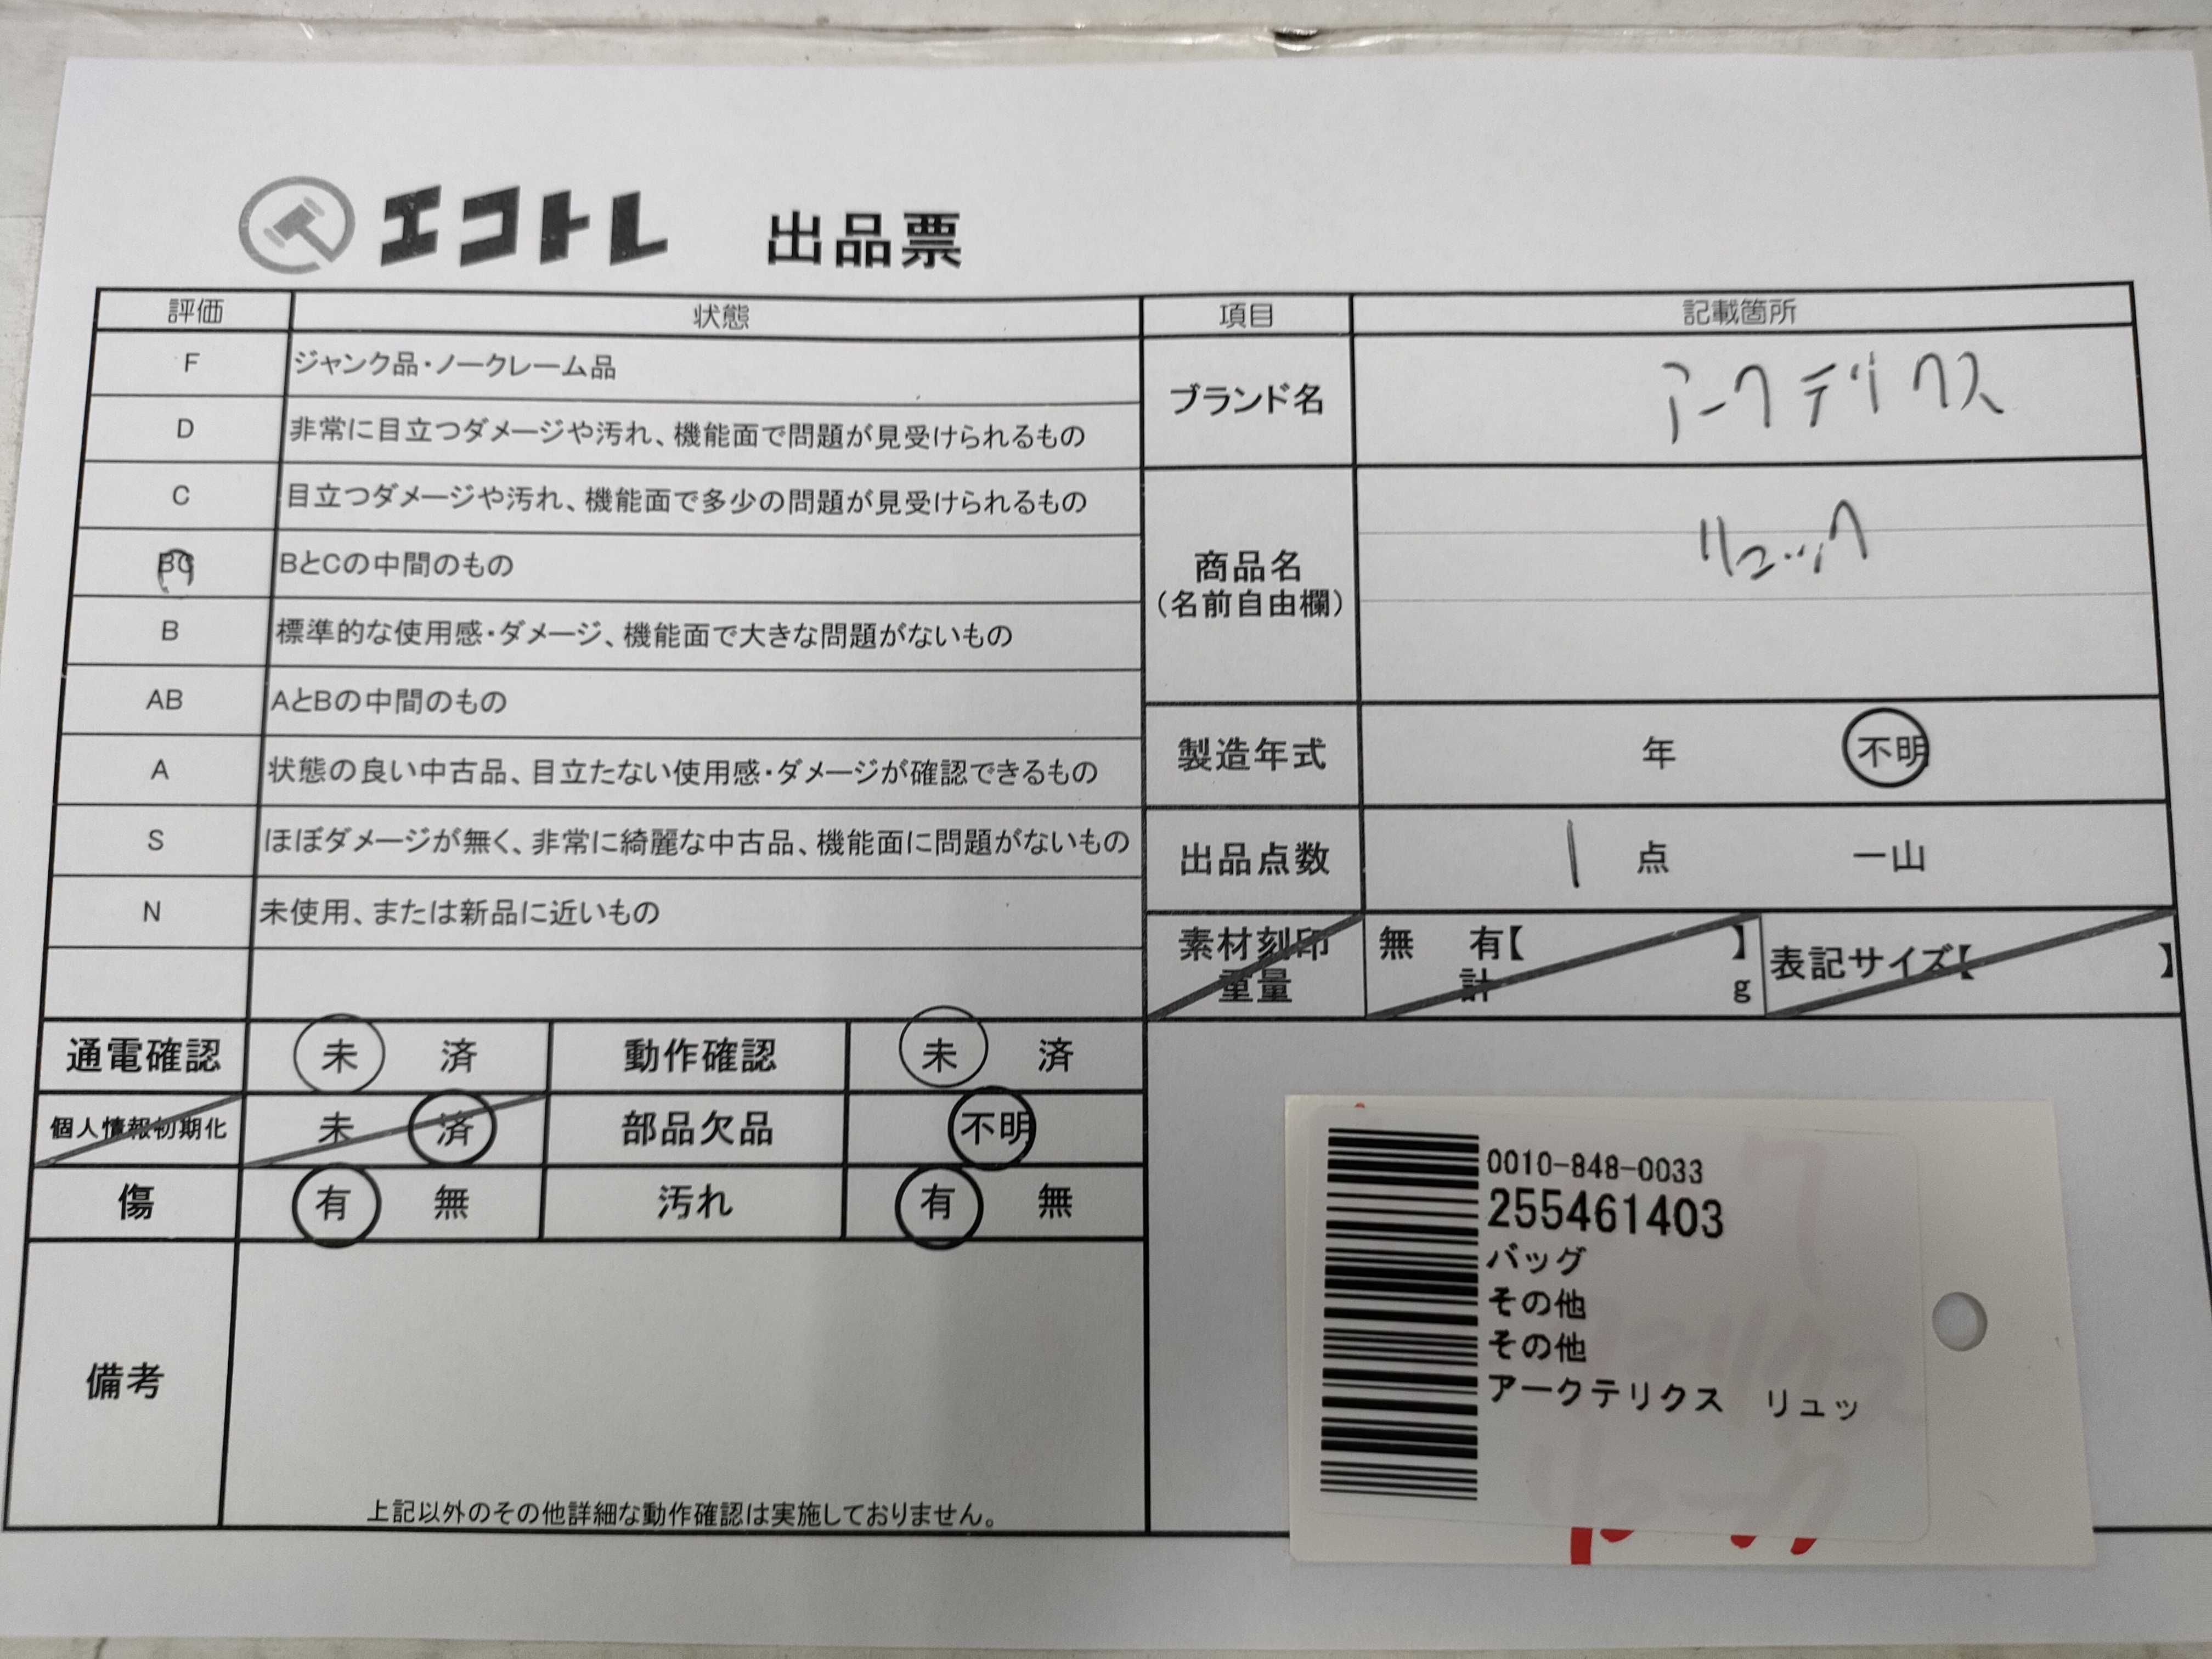 エコトレ 出品票
評価 状態 項目 記載箇所
F ジャンク品・ノークレーム品
D 非常に目立つダメージや汚れ、機能面で問題が見受けられるもの
ブランド名 アークテリクス
C 目立つダメージや汚れ、機能面で多少の問題が見受けられるもの
BC BとCの中間のもの
商品名 リュック
(名前自由欄)
B 標準的な使用感・ダメージ、機能面で大きな問題がないもの
AB AとBの中間のもの
製造年式 年 不明
A 状態の良い中古品、目立たない使用感・ダメージが確認できるもの
S ほぼダメージが無く、非常に綺麗な中古品、機能面に問題がないもの
出品点数 1 点 一山
N 未使用、または新品に近いもの
素材刻印 無 有【 】 表記サイズ【 】
重量 計 g
通電確認 未 済 動作確認 未 済
個人情報初期化 未 済 部品欠品 不明
傷 有 無 汚れ 有 無
備考
上記以外のその他詳細な動作確認は実施しておりません。
0010-848-0033
255461403
バッグ
その他
その他
アークテリクス リュッ